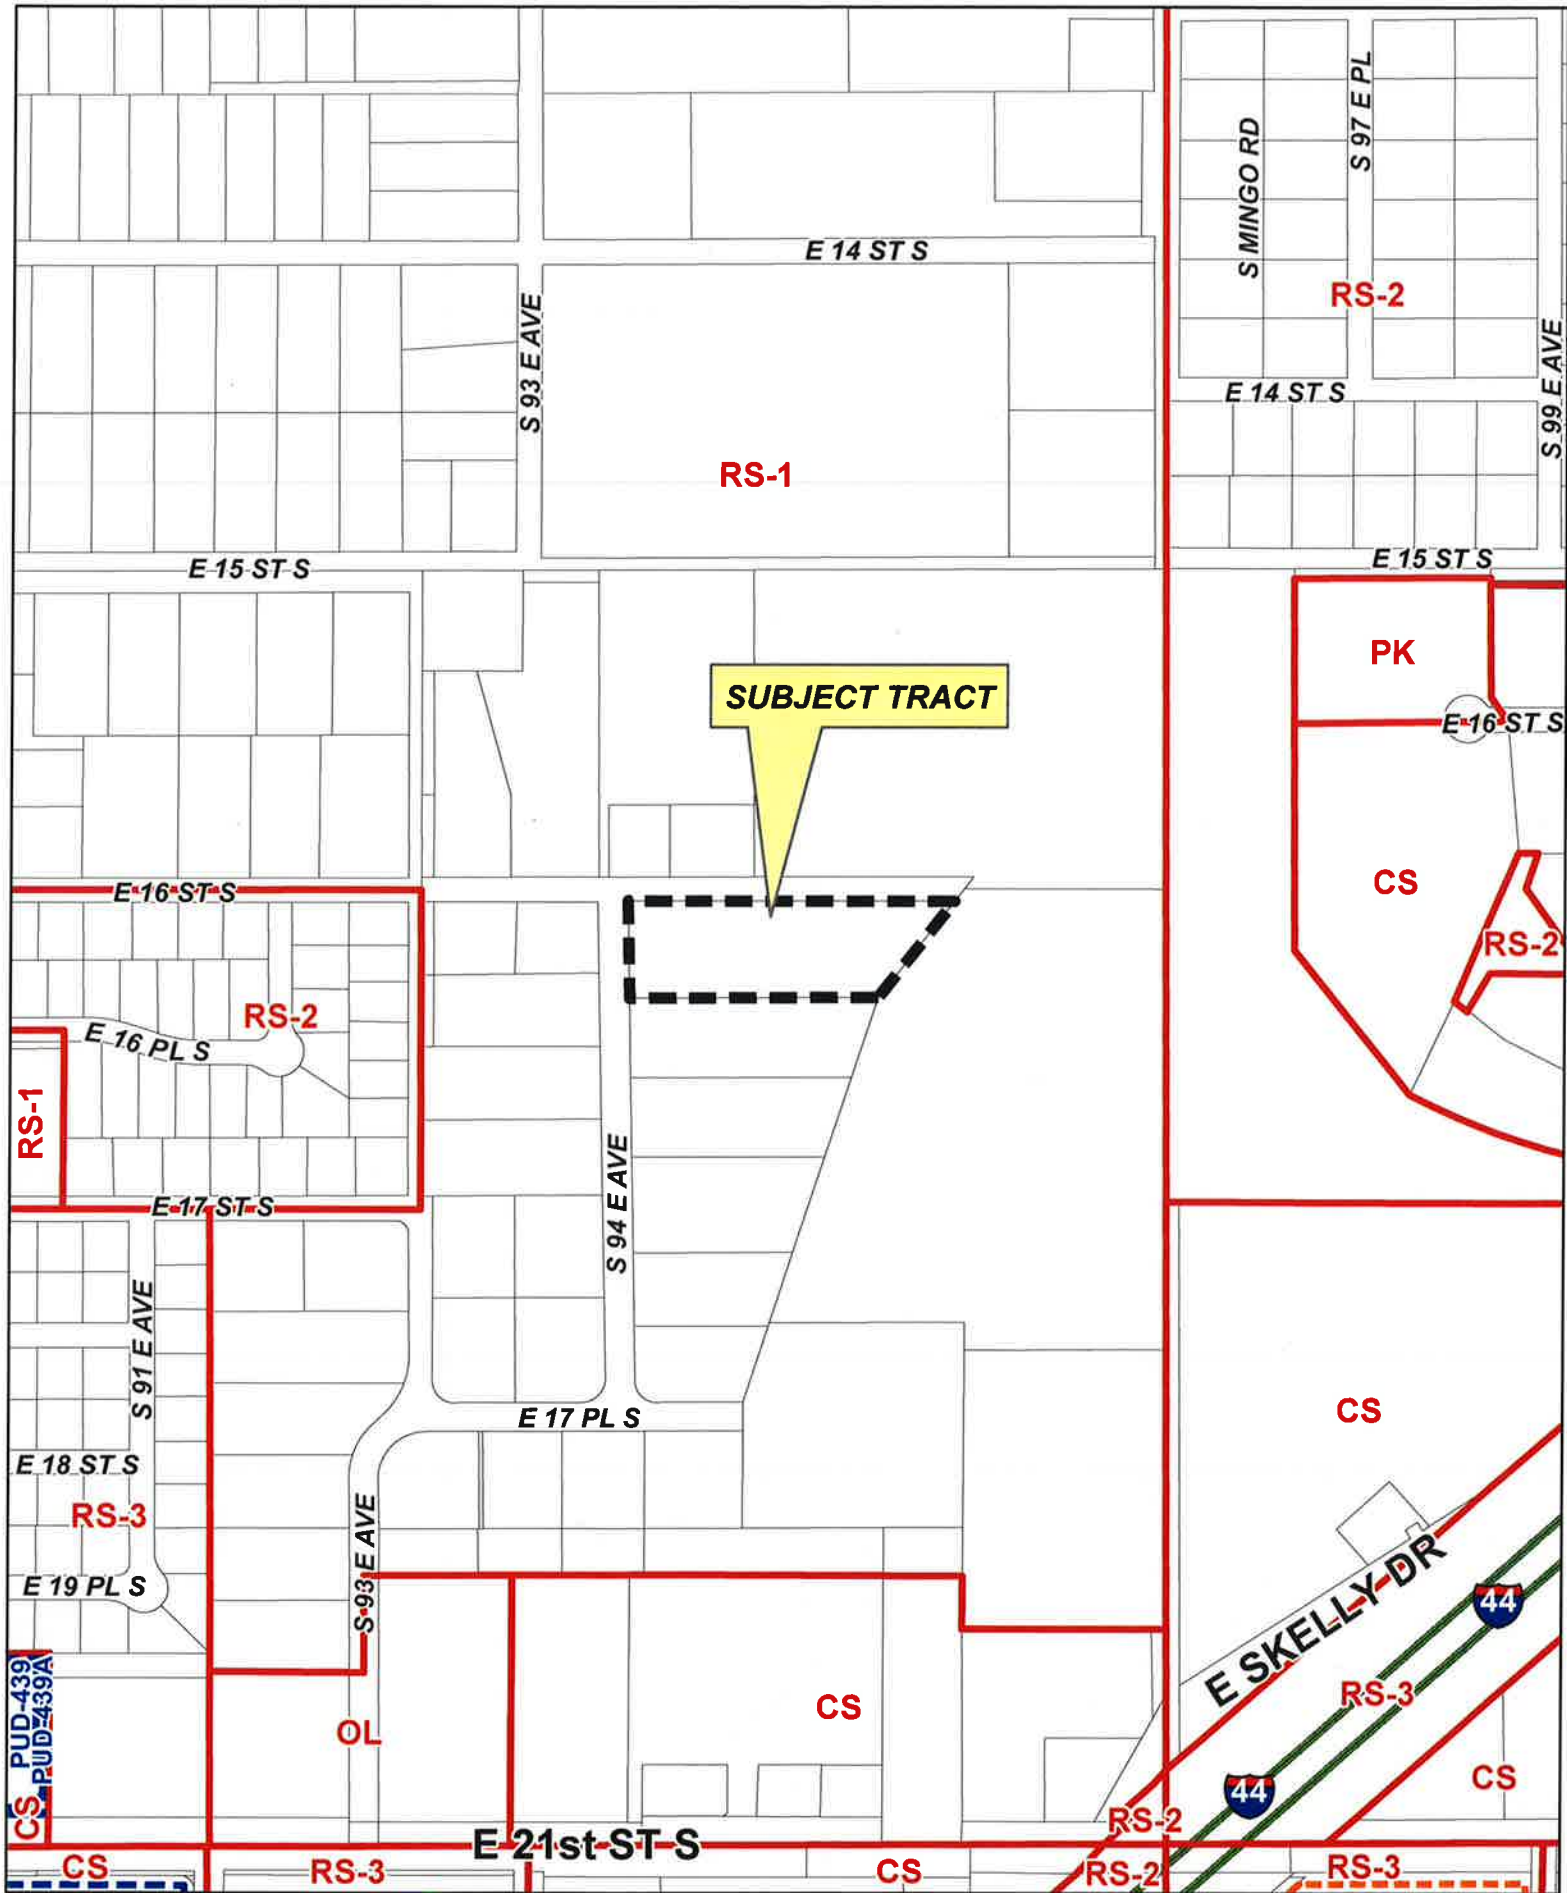 S 97 E PL
S MINGO RD
E 14 ST S
RS-2
S 93 E AVE
S 99 E AVE
E 14 ST S
RS-1
E 15 ST S
E 15 ST S
PK
SUBJECT TRACT
E 16 ST S
CS
E 16 ST S
RS-2
RS-2
E 16 PL S
RS-1
S 94 E AVE
E 17 ST S
S 91 E AVE
CS
E 17 PL S
E 18 ST S
RS-3
S 93 E AVE
E 19 PL S
E SKELLY DR
44
RS-3
PUD-439
PUD-439A
CS
OL
CS
44
CS
RS-2
E 21st ST S
CS
RS-3
CS
RS-2
RS-3